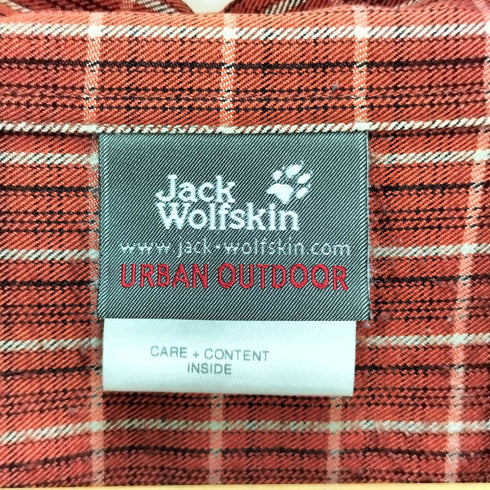 Jack
Wolfskin
www.jack-wolfskin.com
URBAN OUTDOOR
CARE + CONTENT
INSIDE